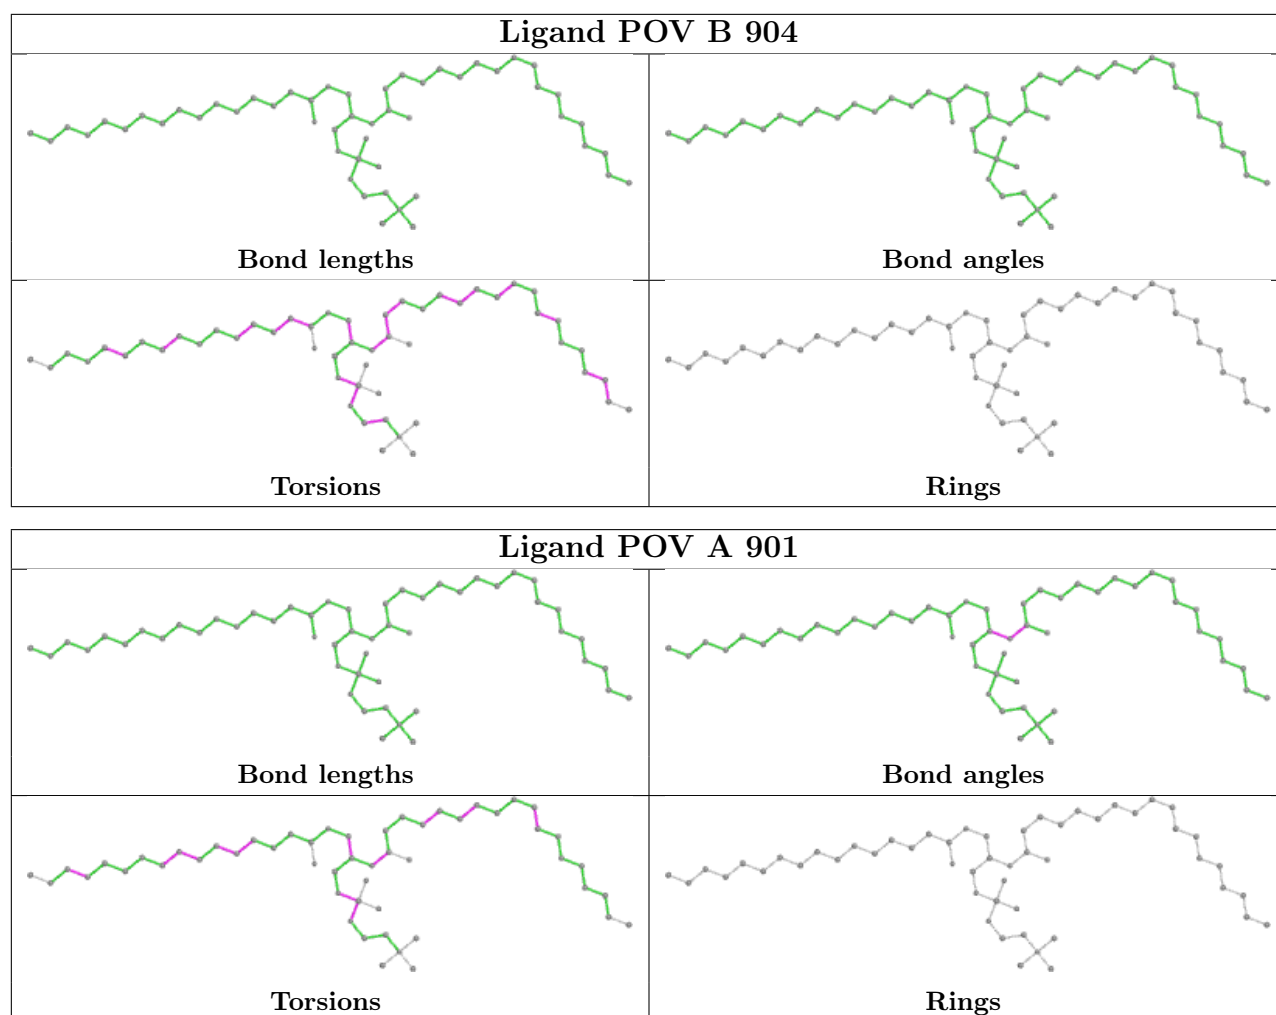 Ligand POV B 904
Bond lengths
Bond angles
Torsions
Rings
Ligand POV A 901
Bond lengths
Bond angles
Torsions
Rings